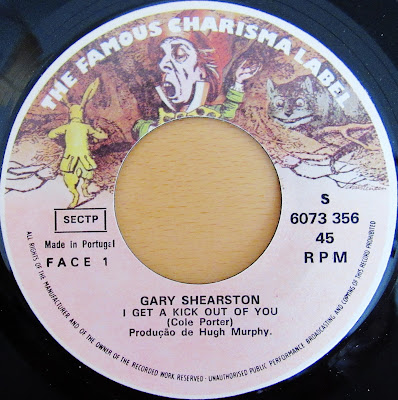 THE FAMOUS CHARISMA LABEL
SECTP
Made in Portugal
FACE 1
S
6073 356
45
RPM
GARY SHEARSTON
I GET A KICK OUT OF YOU
(Cole Porter)
Produção de Hugh Murphy.
ALL RIGHTS OF THE MANUFACTURER AND OF THE OWNER OF THE RECORDED WORK RESERVED - UNAUTHORISED PUBLIC PERFORMANCE BROADCASTING AND COPYING OF THIS RECORD PROHIBITED